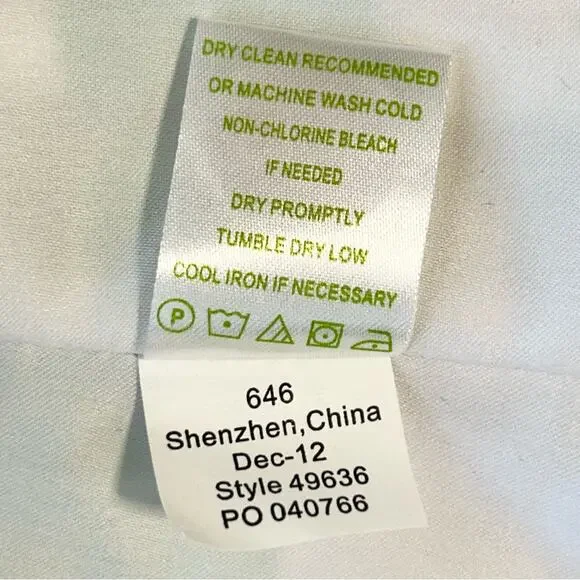 DRY CLEAN RECOMMENDED
OR MACHINE WASH COLD
NON-CHLORINE BLEACH
IF NEEDED
DRY PROMPTLY
TUMBLE DRY LOW
COOL IRON IF NECESSARY
P
646
Shenzhen,China
Dec-12
Style 49636
PO 040766